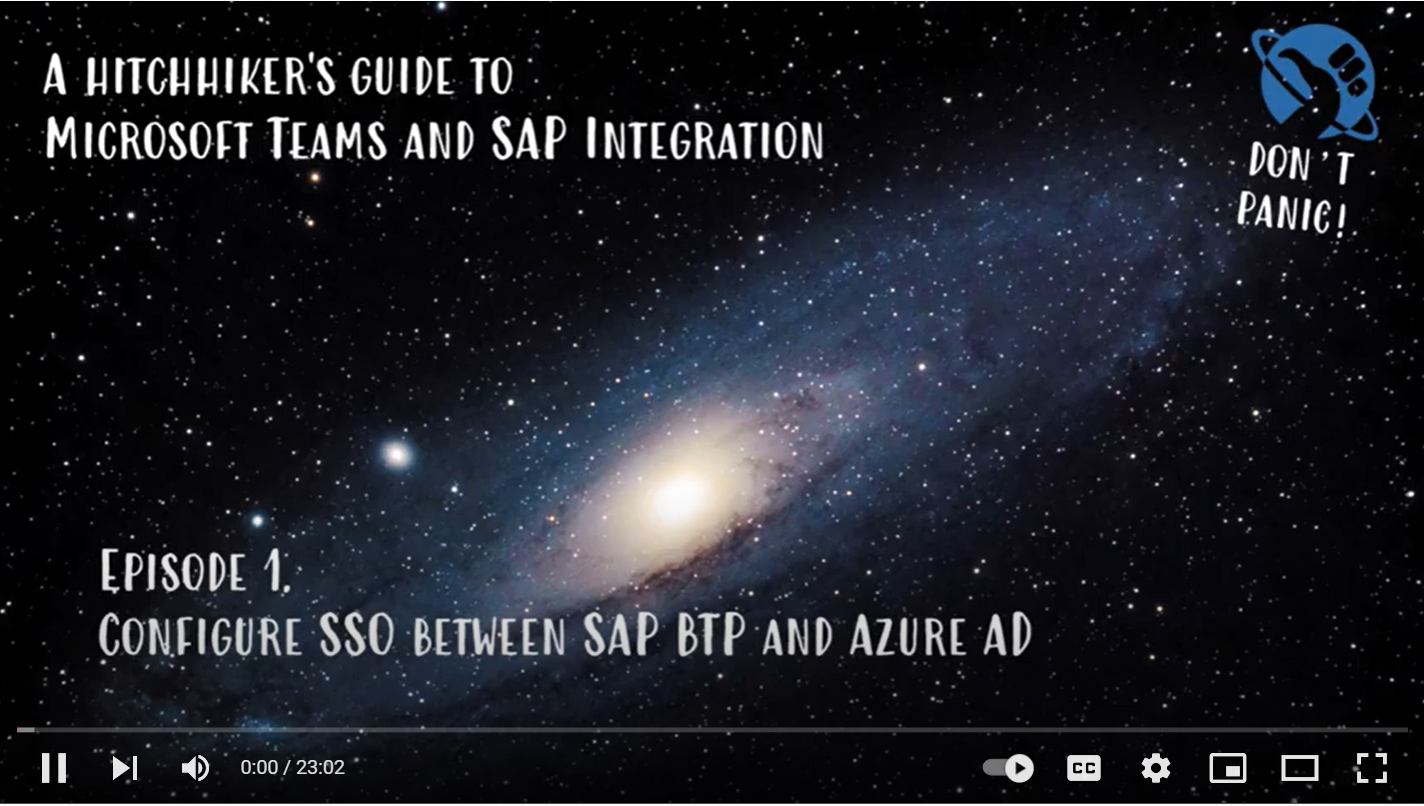 A HITCHHIKER'S GUIDE TO
MICROSOFT TEAMS AND SAP INTEGRATION
DON'T
PANIC!
EPISODE 1.
CONFIGURE SSO BETWEEN SAP BTP AND AZURE AD
0:00 / 23:02
CC